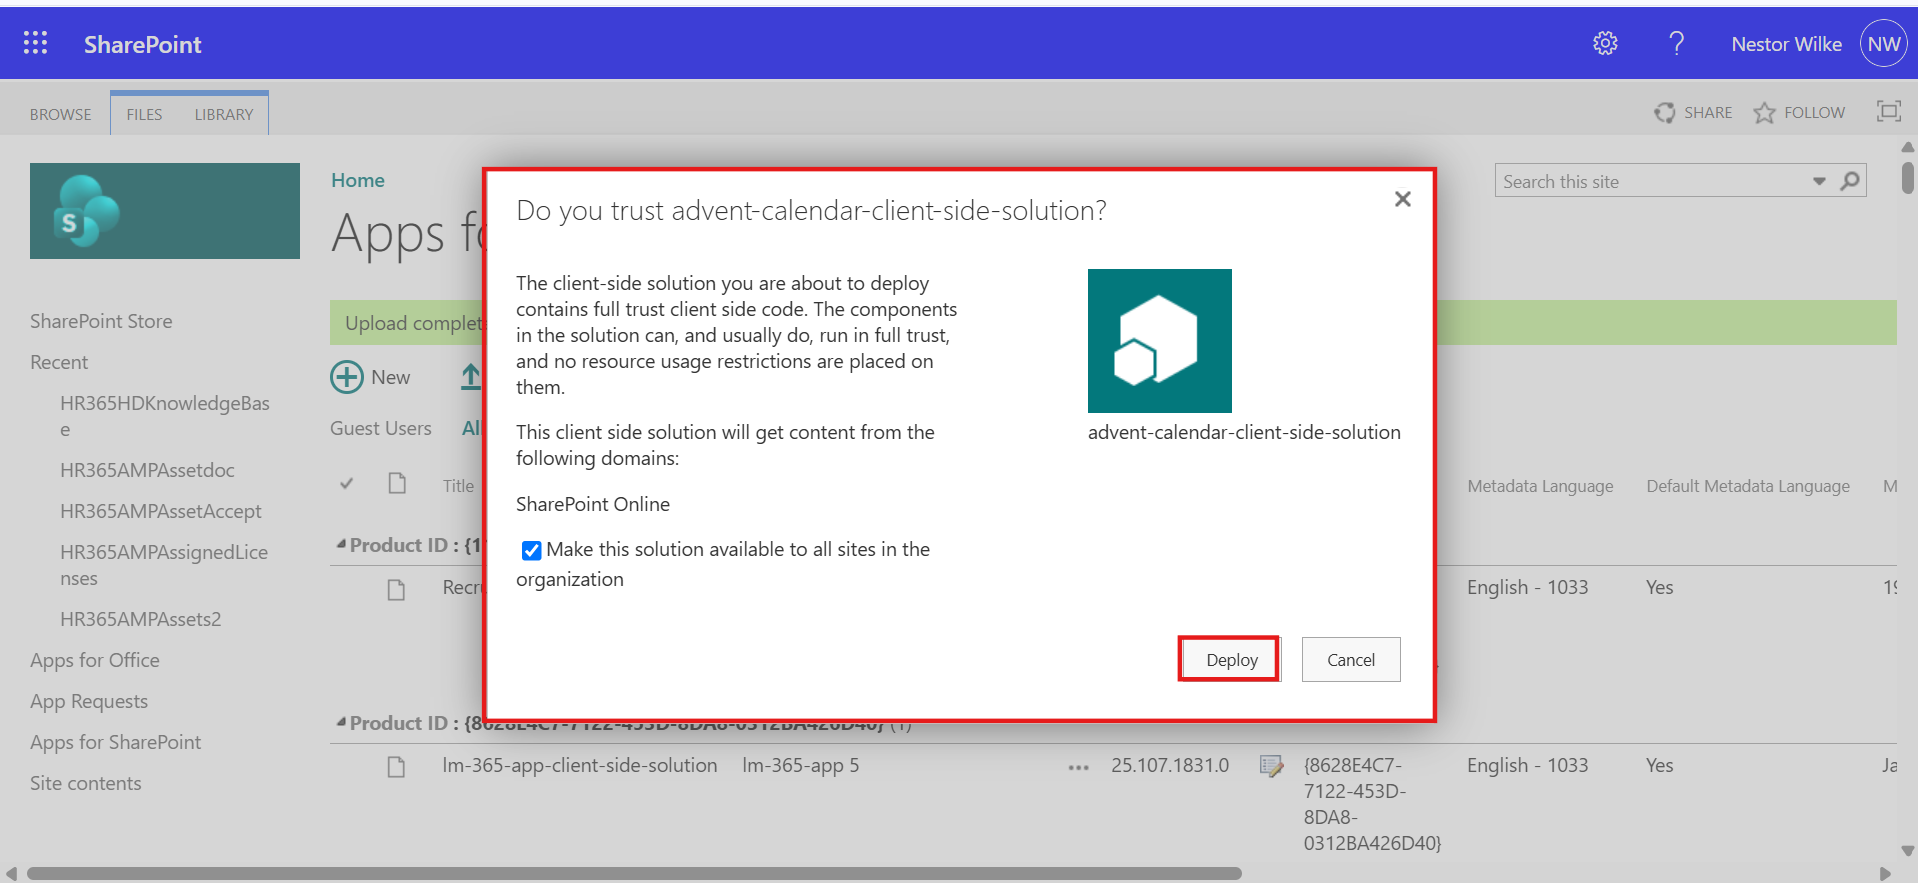 SharePoint
Nestor Wilke
NW
BROWSE
FILES
LIBRARY
SHARE
FOLLOW
S
Home
Apps
Search this site
Do you trust advent-calendar-client-side-solution?
The client-side solution you are about to deploy
contains full trust client side code. The components
in the solution can, and usually do, run in full trust,
and no resource usage restrictions are placed on
them.
This client side solution will get content from the
following domains:
SharePoint Online
Make this solution available to all sites in the
organization
advent-calendar-client-side-solution
Deploy
Cancel
SharePoint Store
Recent
HR365HDKnowledgeBas
e
HR365AMPAssetdoc
HR365AMPAssetAccept
HR365AMPAssignedLice
nses
HR365AMPAssets2
Apps for Office
App Requests
Apps for SharePoint
Site contents
Upload complet
New
Guest Users
Al
Title
Metadata Language
Default Metadata Language
M
Product ID : {1
Recru
English - 1033
Yes
19
Product ID : {8628E4C7-7122-453D-8DA8-0312BA426D40} (1)
lm-365-app-client-side-solution
lm-365-app 5
...
25.107.1831.0
{8628E4C7-
7122-453D-
8DA8-
0312BA426D40}
English - 1033
Yes
Ja